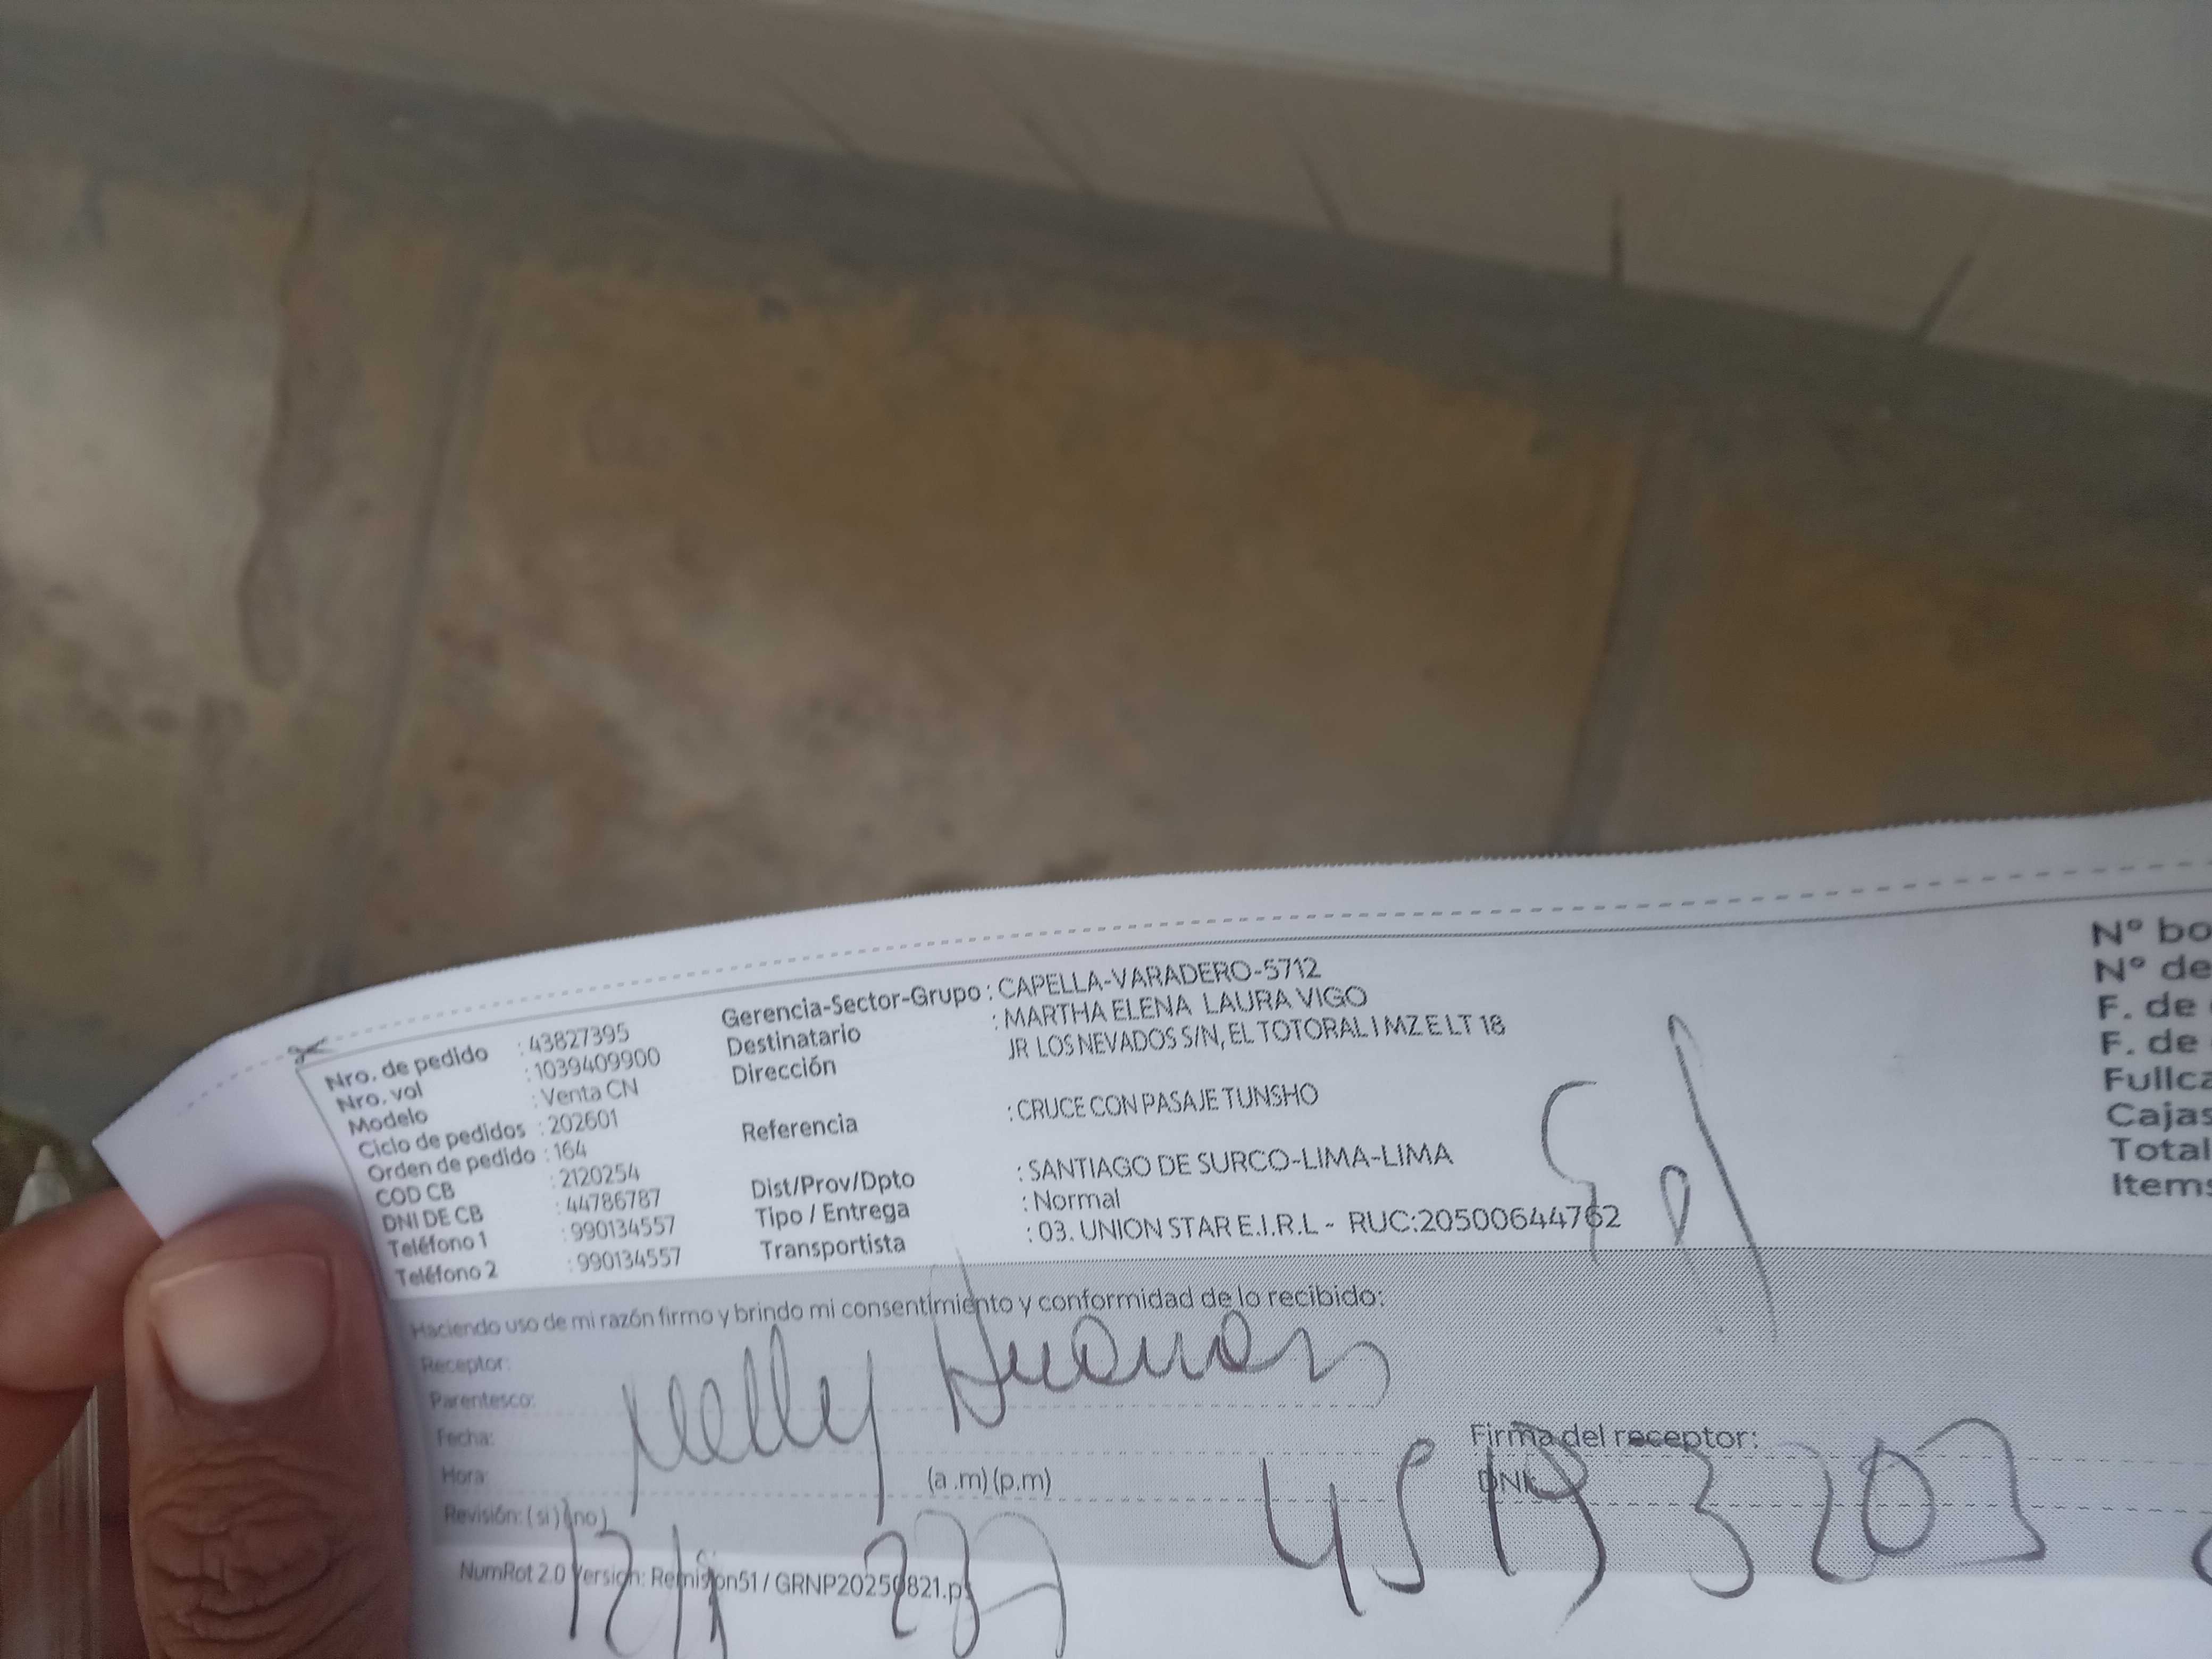 Nro. de pedido : 43827395
Nro. vol : 1039409900
Modelo : Venta CN
Ciclo de pedidos : 202601
Orden de pedido : 164
COD CB : 2120254
DNI DE CB : 44786787
Teléfono 1 : 990134557
Teléfono 2 : 990134557
Gerencia-Sector-Grupo : CAPELLA-VARADERO-5712
Destinatario : MARTHA ELENA LAURA VIGO
Dirección JR LOS NEVADOS S/N, EL TOTORAL I MZ E LT 18
Referencia : CRUCE CON PASAJE TUNSHO
Dist/Prov/Dpto : SANTIAGO DE SURCO-LIMA-LIMA
Tipo / Entrega : Normal
Transportista : 03. UNION STAR E.I.R.L - RUC:20500644762
N° bo
N° de
F. de
F. de
Fullca
Cajas
Total
Items
Haciendo uso de mi razón firmo y brindo mi consentimiento y conformidad de lo recibido:
Receptor:
Parentesco: Nelly
Fecha:
Hora: (a.m) (p.m)
Revisión: ( si ) ( no )
Firma del receptor:
DNI:
NumRot 2.0 Version: Remision51 / GRNP20250821.p